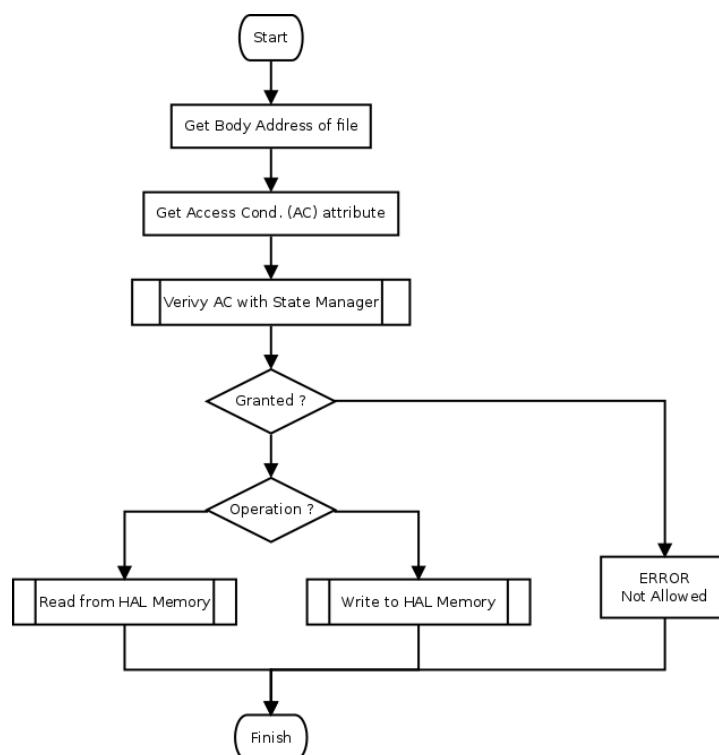 Start
Get Body Address of file
Get Access Cond. (AC) attribute
Verivy AC with State Manager
Granted ?
Operation ?
Read from HAL Memory
Write to HAL Memory
ERROR
Not Allowed
Finish